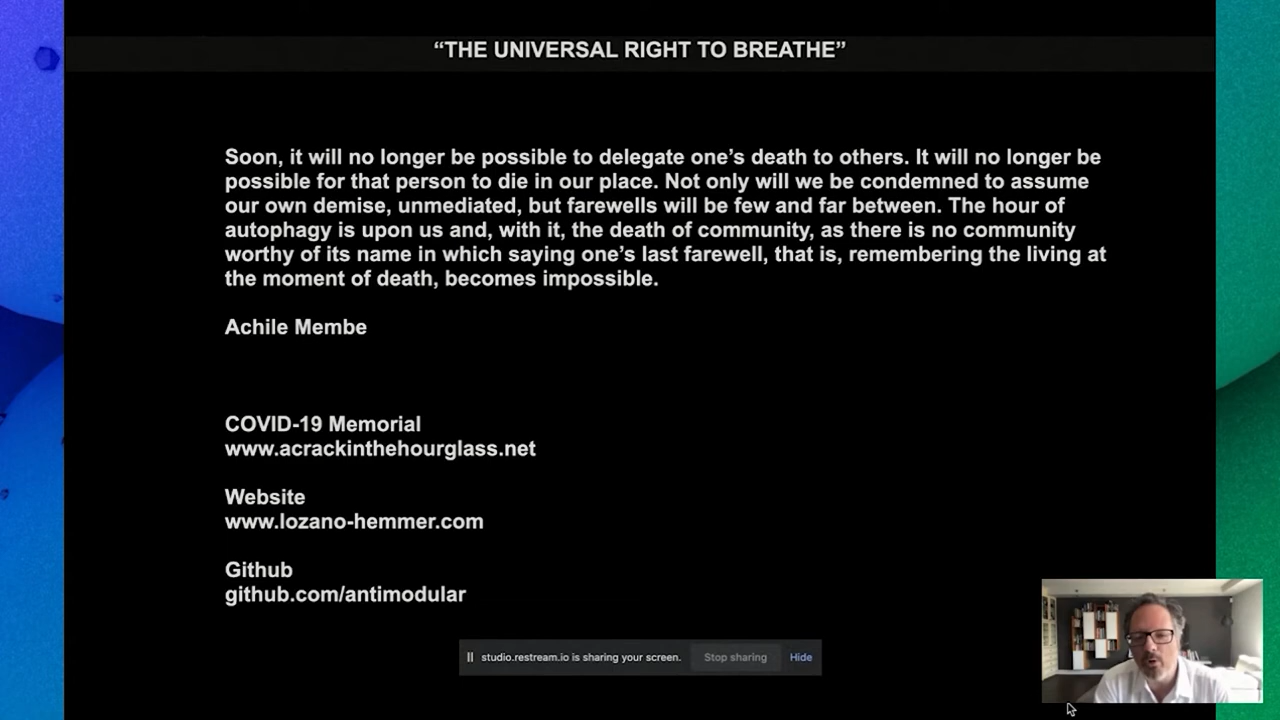 “THE UNIVERSAL RIGHT TO BREATHE”
Soon, it will no longer be possible to delegate one’s death to others. It will no longer be
possible for that person to die in our place. Not only will we be condemned to assume
our own demise, unmediated, but farewells will be few and far between. The hour of
autophagy is upon us and, with it, the death of community, as there is no community
worthy of its name in which saying one’s last farewell, that is, remembering the living at
the moment of death, becomes impossible.
Achile Membe
COVID-19 Memorial
www.acrackinthehourglass.net
Website
www.lozano-hemmer.com
Github
github.com/antimodular
studio.restream.io is sharing your screen.
Stop sharing
Hide